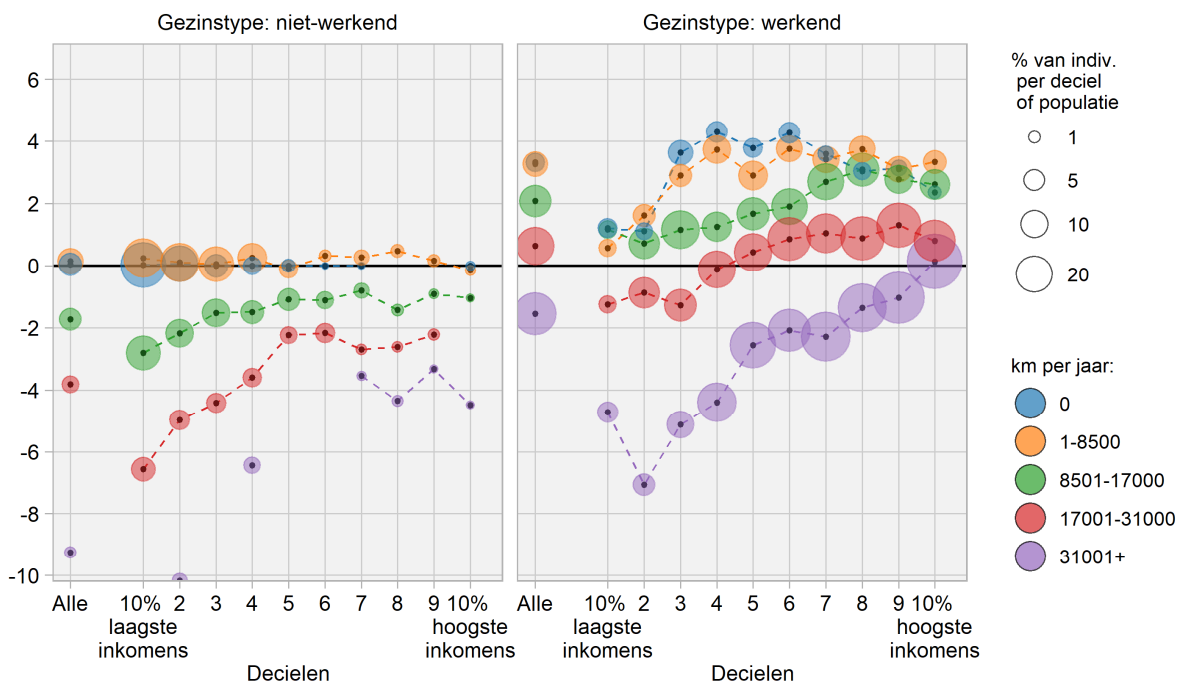 Gezinstype: niet-werkend
Gezinstype: werkend
6
4
2
0
-2
-4
-6
-8
-10
Alle
10%
laagste
inkomens
2
3
4
5
6
7
8
9
10%
hoogste
inkomens
Decielen
Alle
10%
laagste
inkomens
2
3
4
5
6
7
8
9
10%
hoogste
inkomens
Decielen
% van indiv.
per deciel
of populatie
1
5
10
20
km per jaar:
0
1-8500
8501-17000
17001-31000
31001+